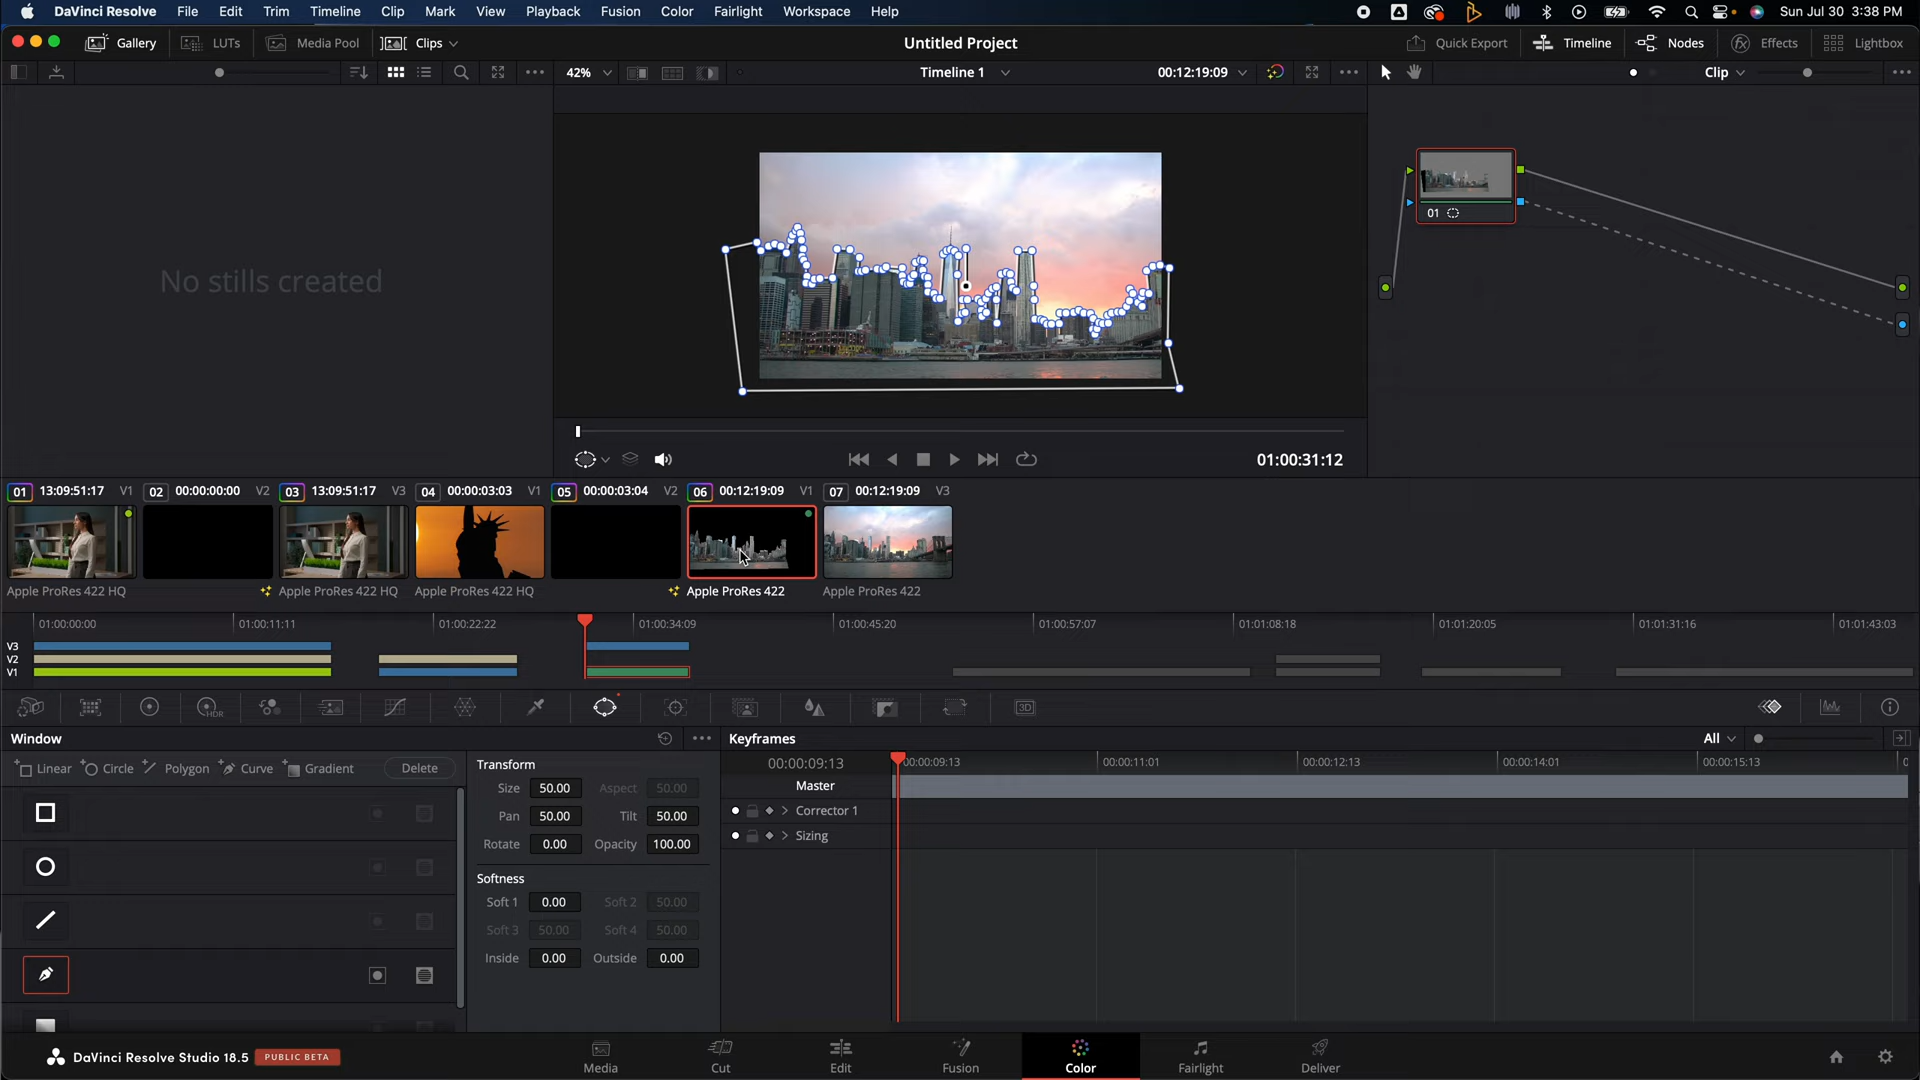 DaVinci Resolve File Edit Trim Timeline Clip Mark View Playback Fusion Color Fairlight Workspace Help Sun Jul 30 3:38 PM
Gallery LUTs Media Pool Clips Untitled Project Quick Export Timeline Nodes Effects Lightbox
42% Timeline 1 00:12:19:09 Clip
No stills created
01
01:00:31:12
01 13:09:51:17 V1 02 00:00:00:00 V2 03 13:09:51:17 V3 04 00:00:03:03 V1 05 00:00:03:04 V2 06 00:12:19:09 V1 07 00:12:19:09 V3
Apple ProRes 422 HQ Apple ProRes 422 HQ Apple ProRes 422 HQ Apple ProRes 422 Apple ProRes 422
01:00:00:00 01:00:11:11 01:00:22:22 01:00:34:09 01:00:45:20 01:00:57:07 01:01:08:18 01:01:20:05 01:01:31:16 01:01:43:03
V3
V2
V1
HDR 3D
Window Keyframes All
Linear Circle Polygon Curve Gradient Delete
Transform
Size 50.00 Aspect 50.00
Pan 50.00 Tilt 50.00
Rotate 0.00 Opacity 100.00
Softness
Soft 1 0.00 Soft 2 50.00
Soft 3 50.00 Soft 4 50.00
Inside 0.00 Outside 0.00
00:00:09:13 00:00:09:13 00:00:11:01 00:00:12:13 00:00:14:01 00:00:15:13
Master
Corrector 1
Sizing
DaVinci Resolve Studio 18.5 PUBLIC BETA
Media Cut Edit Fusion Color Fairlight Deliver